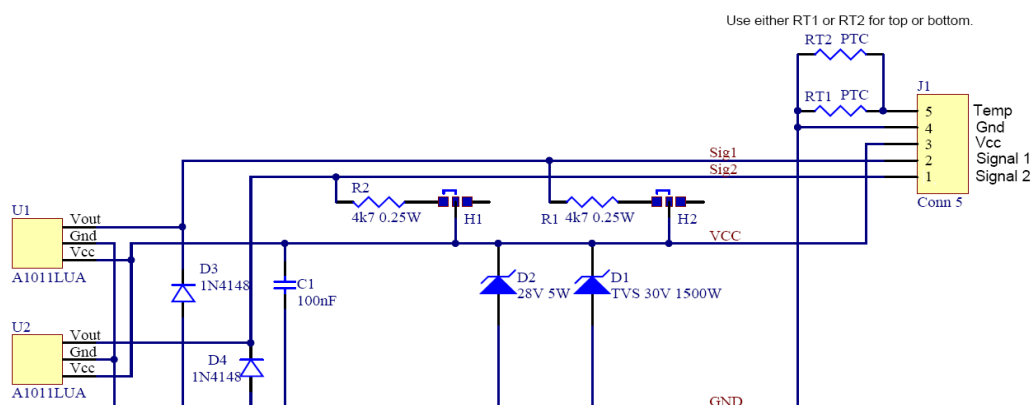 Use either RT1 or RT2 for top or bottom.
RT2 PTC
RT1 PTC
J1
5 Temp
4 Gnd
3 Vcc
2 Signal 1
1 Signal 2
Conn 5
Sig1
Sig2
R2
4k7 0.25W
H1
R1 4k7 0.25W
H2
VCC
U1
Vout
Gnd
Vcc
A1011LUA
D3
1N4148
C1
100nF
D2
28V 5W
D1
TVS 30V 1500W
U2
Vout
Gnd
Vcc
A1011LUA
D4
1N4148
GND